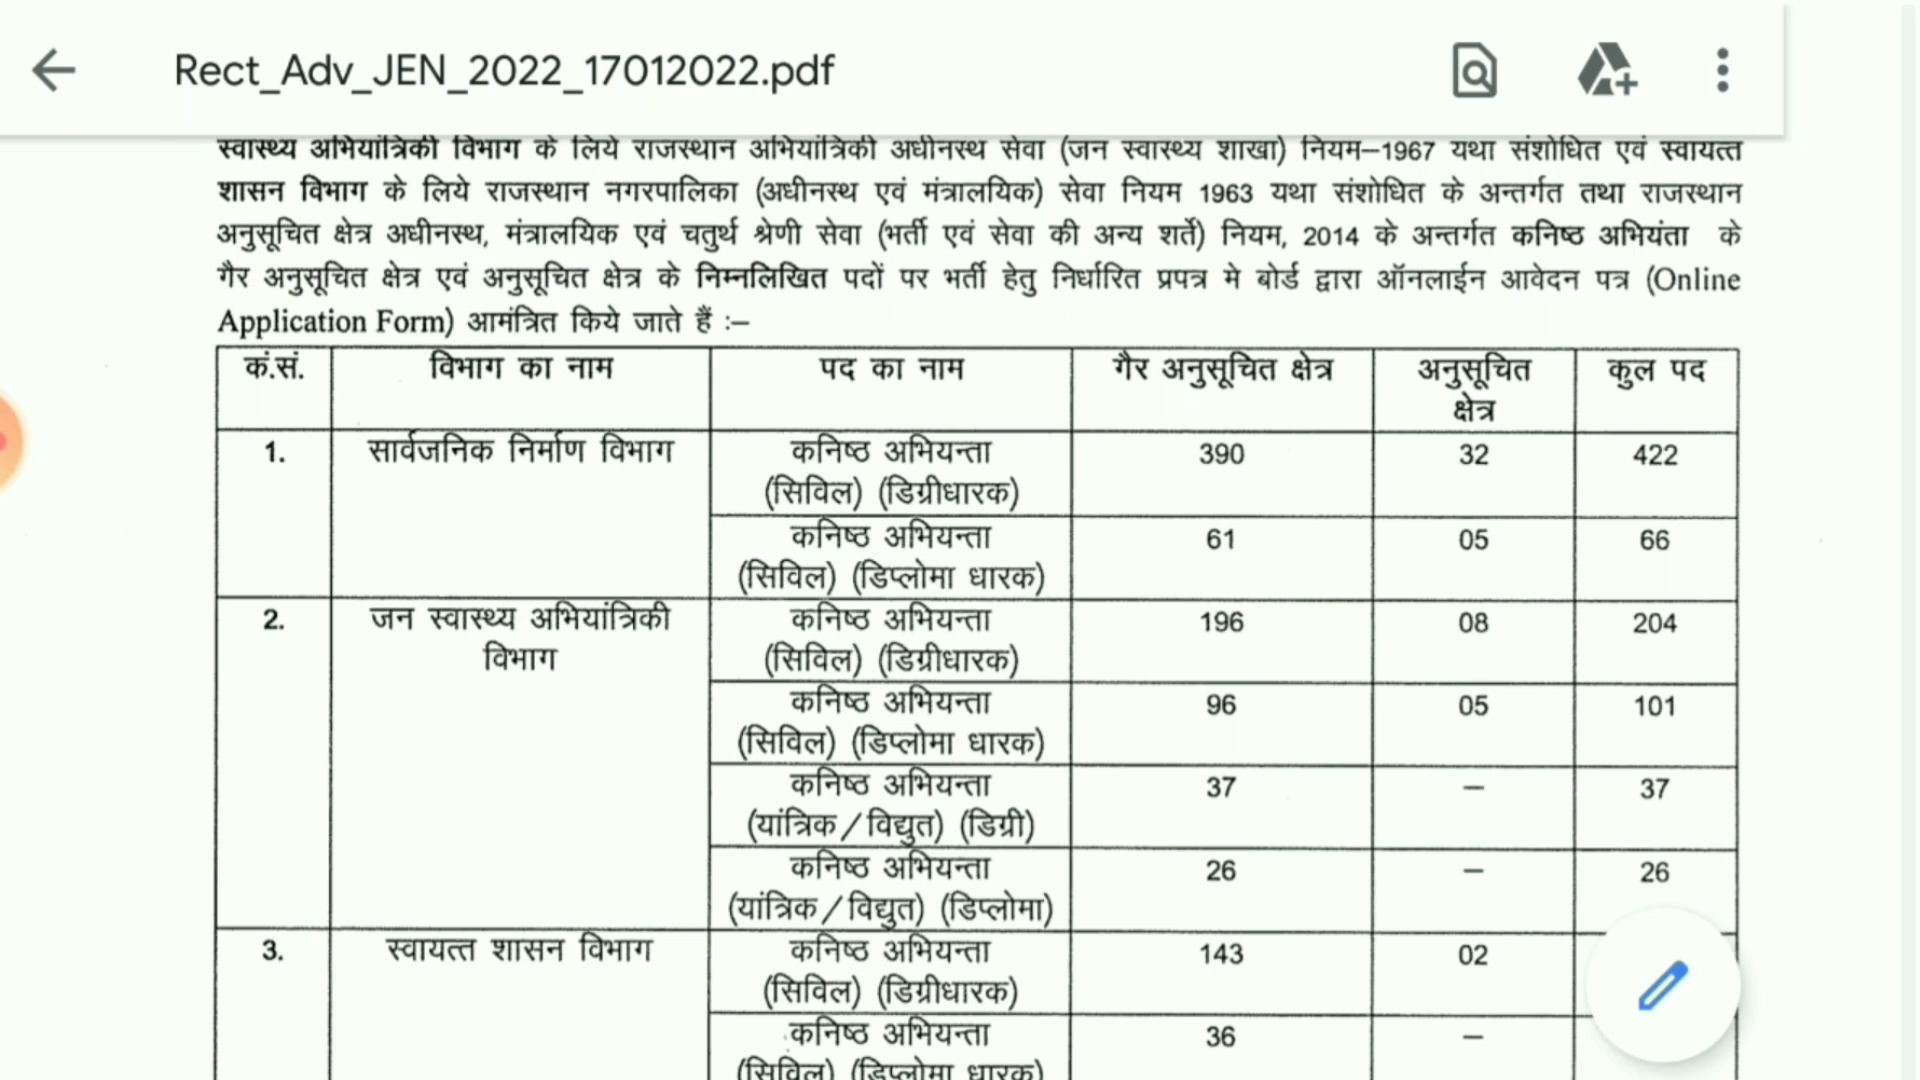 Rect_Adv_JEN_2022_17012022.pdf
स्वास्थ्य अभियांत्रिकी विभाग के लिये राजस्थान अभियांत्रिकी अधीनस्थ सेवा (जन स्वास्थ्य शाखा) नियम–1967 यथा संशोधित एवं स्वायत्त
शासन विभाग के लिये राजस्थान नगरपालिका (अधीनस्थ एवं मंत्रालयिक) सेवा नियम 1963 यथा संशोधित के अन्तर्गत तथा राजस्थान
अनुसूचित क्षेत्र अधीनस्थ, मंत्रालयिक एवं चतुर्थ श्रेणी सेवा (भर्ती एवं सेवा की अन्य शर्ते) नियम, 2014 के अन्तर्गत कनिष्ठ अभियंता के
गैर अनुसूचित क्षेत्र एवं अनुसूचित क्षेत्र के निम्नलिखित पदों पर भर्ती हेतु निर्धारित प्रपत्र मे बोर्ड द्वारा ऑनलाईन आवेदन पत्र (Online
Application Form) आमंत्रित किये जाते हैं :–
कं.सं. विभाग का नाम पद का नाम गैर अनुसूचित क्षेत्र अनुसूचित कुल पद
क्षेत्र
1. सार्वजनिक निर्माण विभाग कनिष्ठ अभियन्ता 390 32 422
(सिविल) (डिग्रीधारक)
कनिष्ठ अभियन्ता 61 05 66
(सिविल) (डिप्लोमा धारक)
2. जन स्वास्थ्य अभियांत्रिकी कनिष्ठ अभियन्ता 196 08 204
विभाग (सिविल) (डिग्रीधारक)
कनिष्ठ अभियन्ता 96 05 101
(सिविल) (डिप्लोमा धारक)
कनिष्ठ अभियन्ता 37 – 37
(यांत्रिक/विद्युत) (डिग्री)
कनिष्ठ अभियन्ता 26 – 26
(यांत्रिक/विद्युत) (डिप्लोमा)
3. स्वायत्त शासन विभाग कनिष्ठ अभियन्ता 143 02
(सिविल) (डिग्रीधारक)
कनिष्ठ अभियन्ता 36 –
(सिविल) (डिप्लोमा धारक)